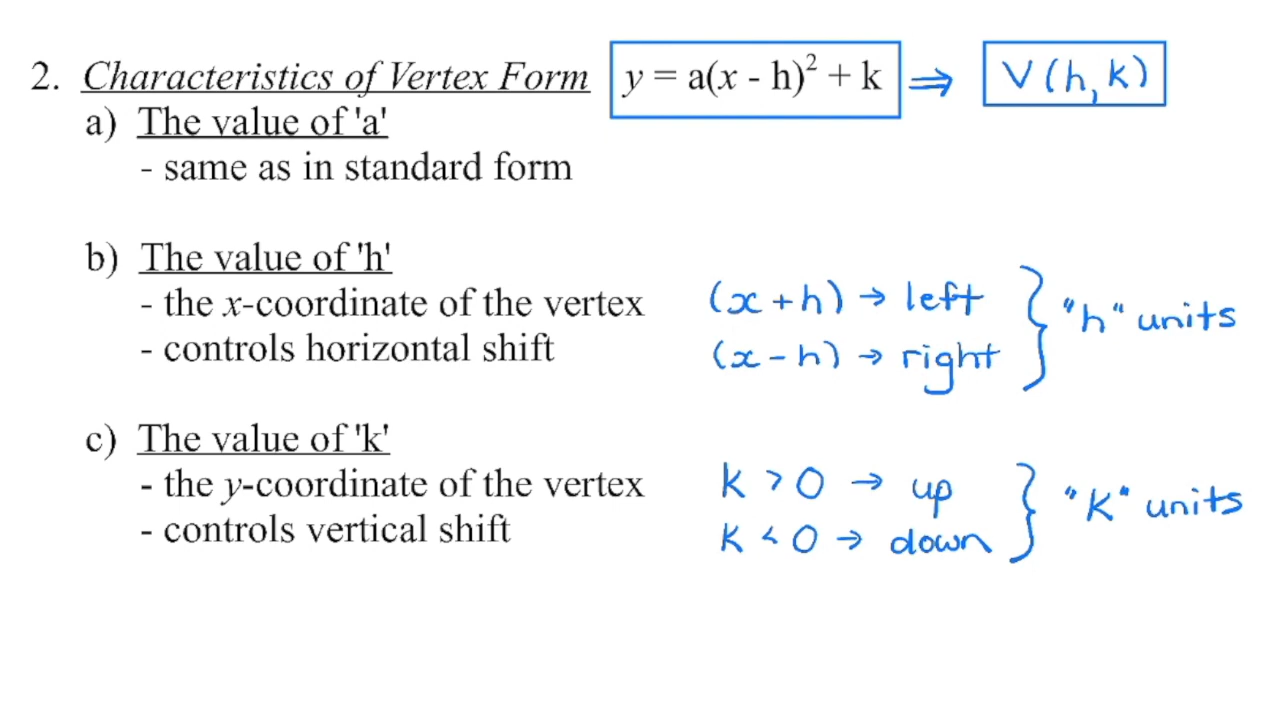 2. Characteristics of Vertex Form y = a(x - h)² + k ⇒ V(h, k)
a) The value of 'a'
- same as in standard form
b) The value of 'h'
- the x-coordinate of the vertex (x + h) → left
- controls horizontal shift (x - h) → right } "h" units
c) The value of 'k'
- the y-coordinate of the vertex k > 0 → up
- controls vertical shift k < 0 → down } "k" units